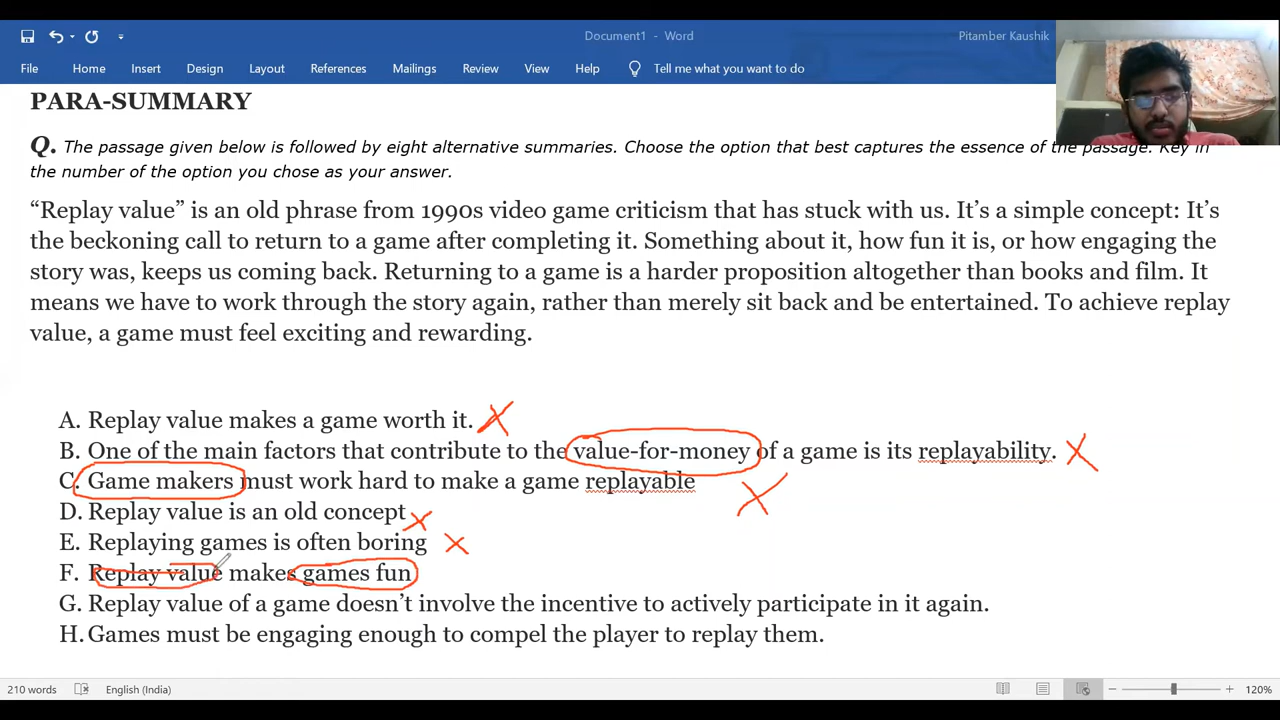 Document1 - Word
Pitamber Kaushik
File Home Insert Design Layout References Mailings Review View Help Tell me what you want to do
PARA-SUMMARY
Q. The passage given below is followed by eight alternative summaries. Choose the option that best captures the essence of the passage. Key in
the number of the option you chose as your answer.
“Replay value” is an old phrase from 1990s video game criticism that has stuck with us. It’s a simple concept: It’s
the beckoning call to return to a game after completing it. Something about it, how fun it is, or how engaging the
story was, keeps us coming back. Returning to a game is a harder proposition altogether than books and film. It
means we have to work through the story again, rather than merely sit back and be entertained. To achieve replay
value, a game must feel exciting and rewarding.
A. Replay value makes a game worth it.
B. One of the main factors that contribute to the value-for-money of a game is its replayability.
C. Game makers must work hard to make a game replayable
D. Replay value is an old concept
E. Replaying games is often boring
F. Replay value makes games fun
G. Replay value of a game doesn’t involve the incentive to actively participate in it again.
H. Games must be engaging enough to compel the player to replay them.
210 words English (India) 120%